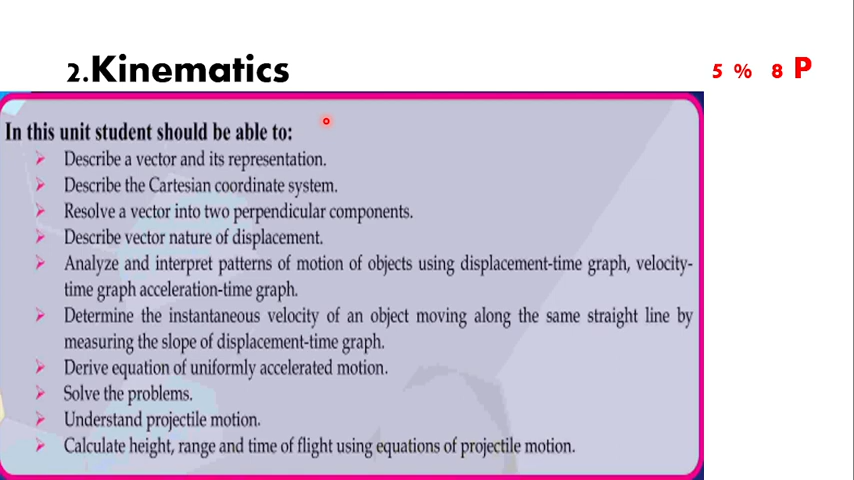 2.Kinematics
5 % 8 P
In this unit student should be able to:
Describe a vector and its representation.
Describe the Cartesian coordinate system.
Resolve a vector into two perpendicular components.
Describe vector nature of displacement.
Analyze and interpret patterns of motion of objects using displacement-time graph, velocity-
time graph acceleration-time graph.
Determine the instantaneous velocity of an object moving along the same straight line by
measuring the slope of displacement-time graph.
Derive equation of uniformly accelerated motion.
Solve the problems.
Understand projectile motion.
Calculate height, range and time of flight using equations of projectile motion.